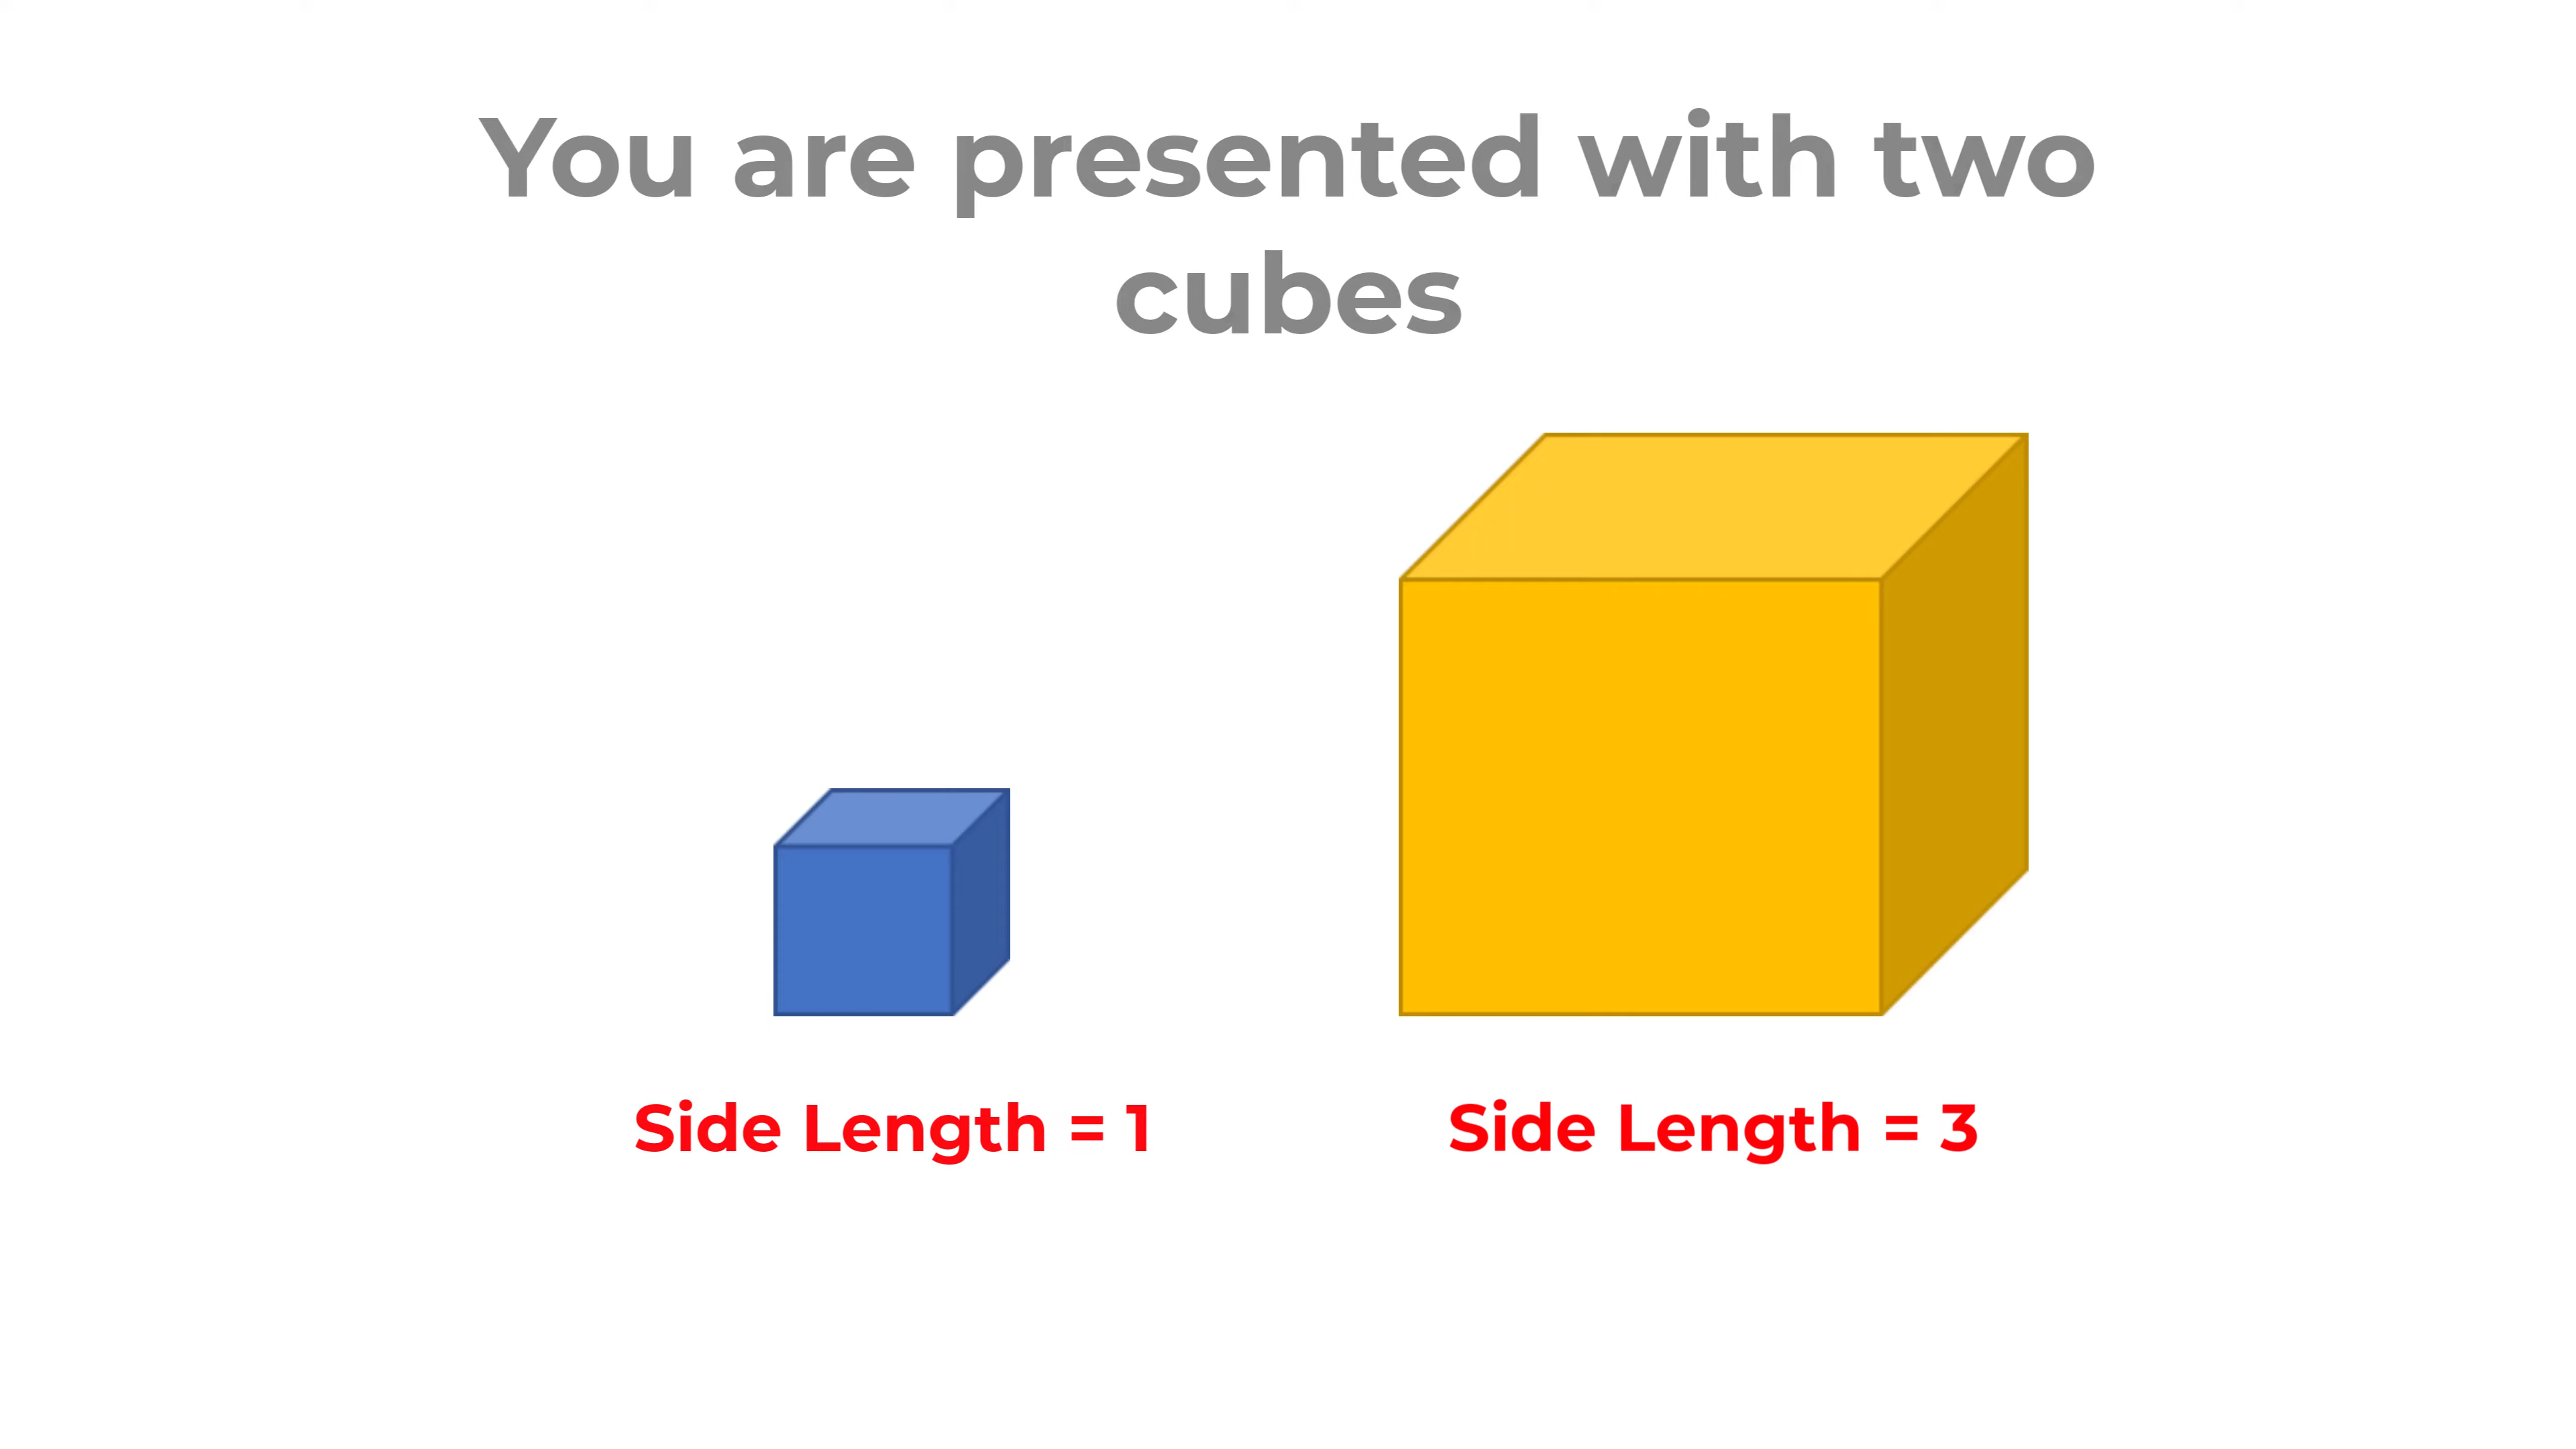 You are presented with two
cubes
Side Length = 1
Side Length = 3